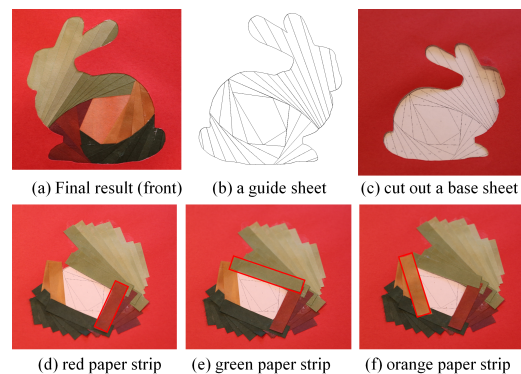 (a) Final result (front)
(b) a guide sheet
(c) cut out a base sheet
(d) red paper strip
(e) green paper strip
(f) orange paper strip